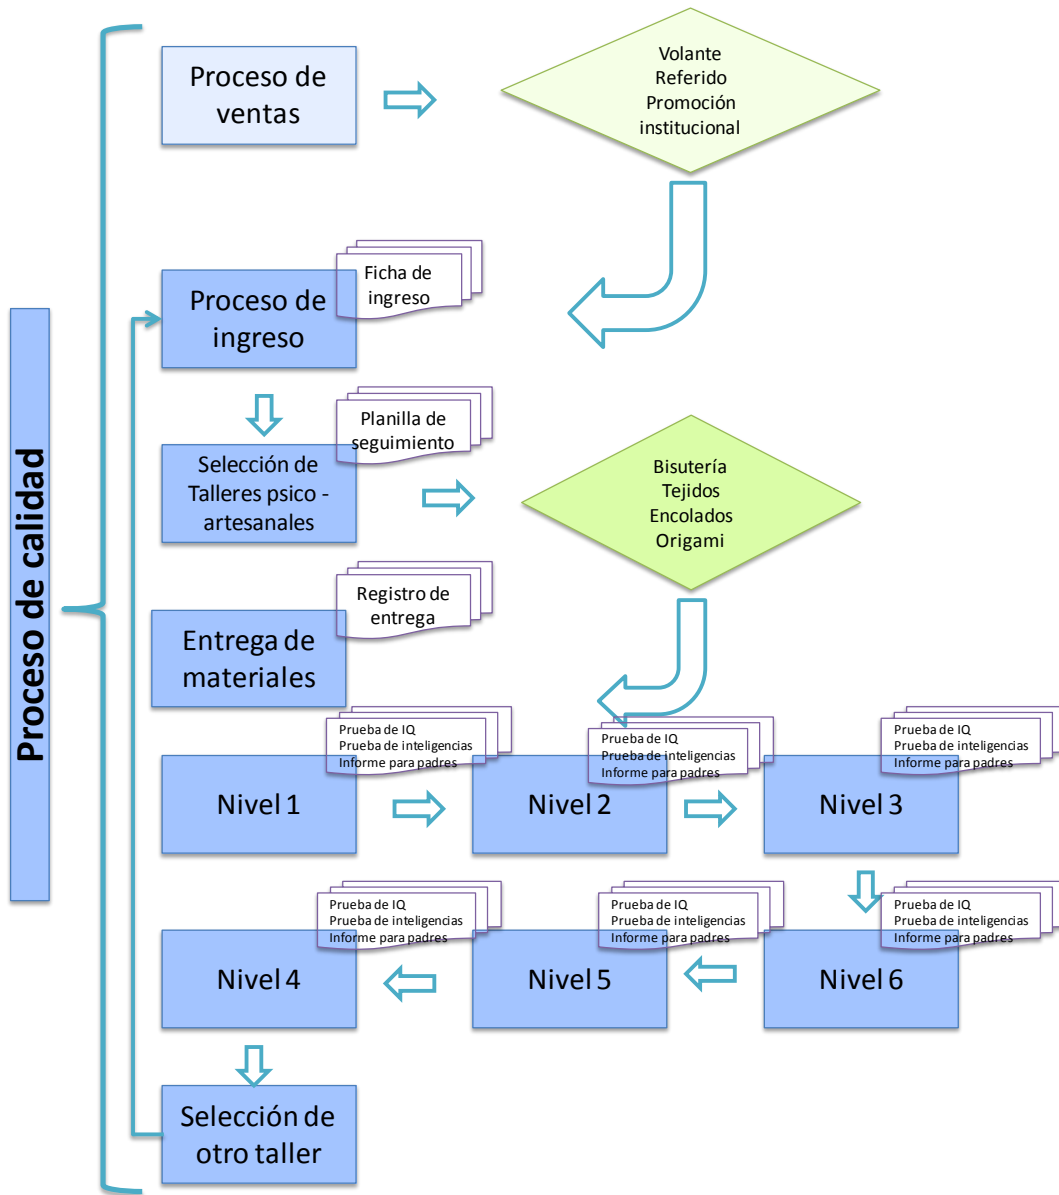 Proceso de calidad
Proceso de
ventas
Volante
Referido
Promoción
institucional
Ficha de
ingreso
Proceso de
ingreso
Planilla de
seguimiento
Selección de
Talleres psico -
artesanales
Bisutería
Tejidos
Encolados
Origami
Registro de
entrega
Entrega de
materiales
Prueba de IQ
Prueba de inteligencias
Informe para padres
Nivel 1
Prueba de IQ
Prueba de inteligencias
Informe para padres
Nivel 2
Prueba de IQ
Prueba de inteligencias
Informe para padres
Nivel 3
Prueba de IQ
Prueba de inteligencias
Informe para padres
Nivel 4
Prueba de IQ
Prueba de inteligencias
Informe para padres
Nivel 5
Prueba de IQ
Prueba de inteligencias
Informe para padres
Nivel 6
Selección de
otro taller